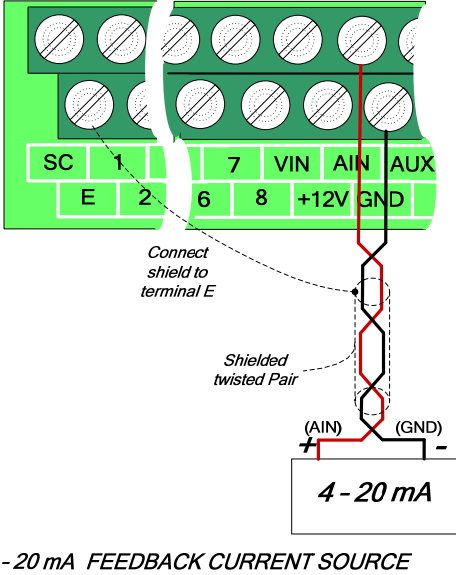 SC 1 7 VIN AIN AUX
E 2 6 8 +12V GND
Connect
shield to
terminal E
Shielded
twisted Pair
(AIN) (GND)
+ -
4 - 20 mA
- 20 mA FEEDBACK CURRENT SOURCE